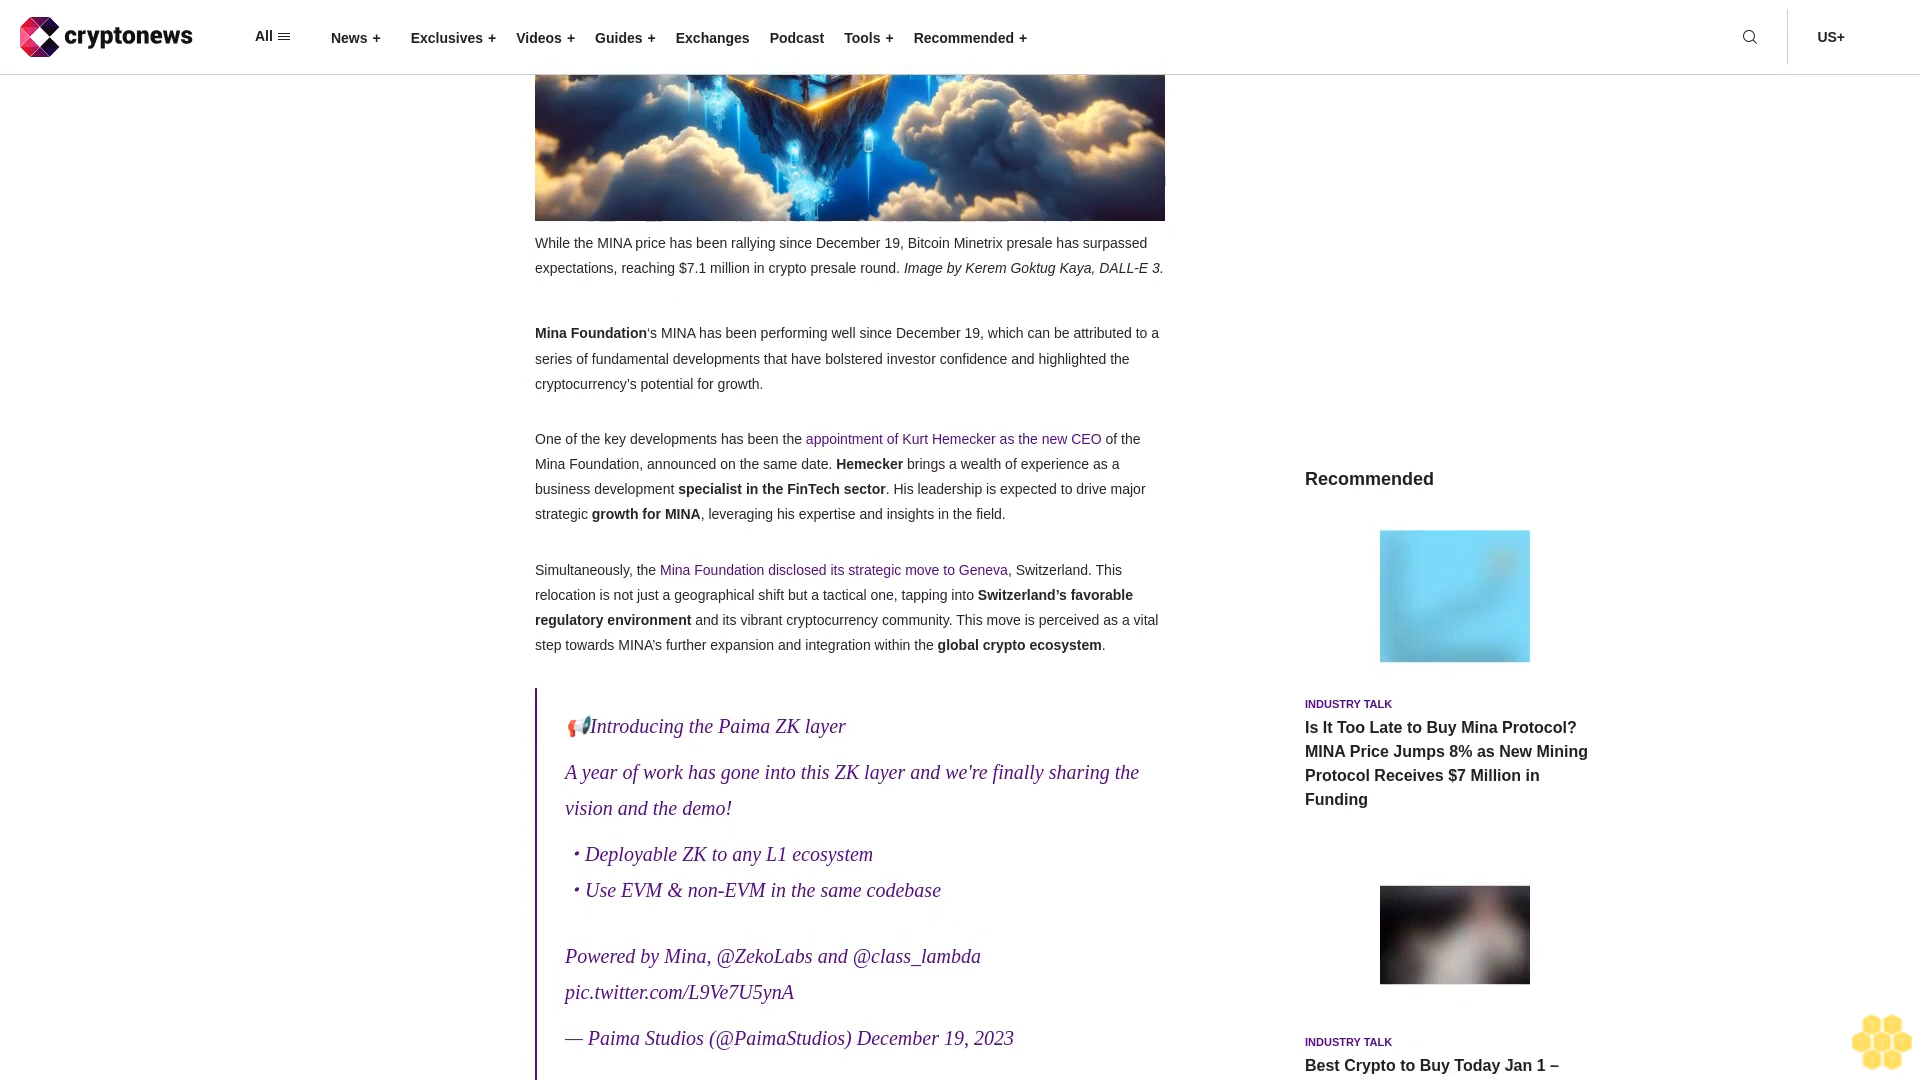 cryptonews
All
News +
Exclusives +
Videos +
Guides +
Exchanges
Podcast
Tools +
Recommended +
US+
While the MINA price has been rallying since December 19, Bitcoin Minetrix presale has surpassed
expectations, reaching $7.1 million in crypto presale round. Image by Kerem Goktug Kaya, DALL-E 3.
Mina Foundation‘s MINA has been performing well since December 19, which can be attributed to a
series of fundamental developments that have bolstered investor confidence and highlighted the
cryptocurrency’s potential for growth.
One of the key developments has been the appointment of Kurt Hemecker as the new CEO of the
Mina Foundation, announced on the same date. Hemecker brings a wealth of experience as a
business development specialist in the FinTech sector. His leadership is expected to drive major
strategic growth for MINA, leveraging his expertise and insights in the field.
Simultaneously, the Mina Foundation disclosed its strategic move to Geneva, Switzerland. This
relocation is not just a geographical shift but a tactical one, tapping into Switzerland’s favorable
regulatory environment and its vibrant cryptocurrency community. This move is perceived as a vital
step towards MINA’s further expansion and integration within the global crypto ecosystem.
📢Introducing the Paima ZK layer
A year of work has gone into this ZK layer and we're finally sharing the
vision and the demo!
・Deployable ZK to any L1 ecosystem
・Use EVM & non-EVM in the same codebase
Powered by Mina, @ZekoLabs and @class_lambda
pic.twitter.com/L9Ve7U5ynA
— Paima Studios (@PaimaStudios) December 19, 2023
Recommended
INDUSTRY TALK
Is It Too Late to Buy Mina Protocol?
MINA Price Jumps 8% as New Mining
Protocol Receives $7 Million in
Funding
INDUSTRY TALK
Best Crypto to Buy Today Jan 1 –